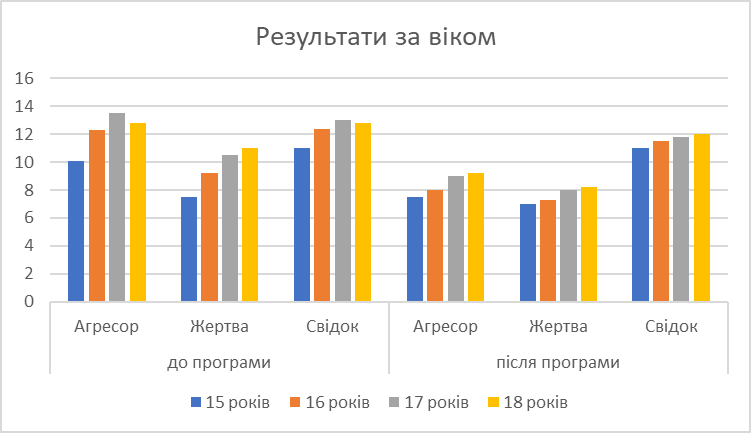 Результати за віком
16
14
12
10
8
6
4
2
0
Агресор Жертва Свідок Агресор Жертва Свідок
до програми після програми
15 років 16 років 17 років 18 років